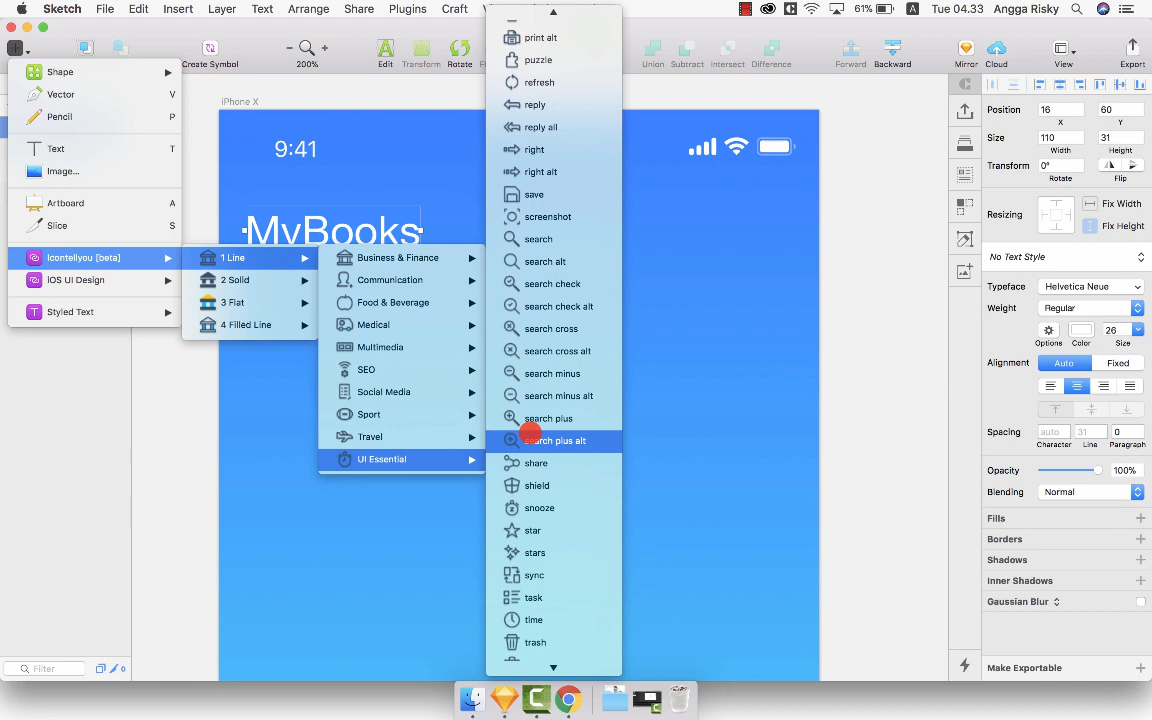 Sketch File Edit Insert Layer Text Arrange Share Plugins Craft
61% A Tue 04.33 Angga Risky
Create Symbol
200%
Edit
Transform
Rotate
Union
Subtract
Intersect
Difference
Forward
Backward
Mirror
Cloud
View
Export
Shape
Vector V
Pencil P
Text T
Image...
Artboard A
Slice S
Icontellyou [beta]
iOS UI Design
Styled Text
1 Line
2 Solid
3 Flat
4 Filled Line
Business & Finance
Communication
Food & Beverage
Medical
Multimedia
SEO
Social Media
Sport
Travel
UI Essential
print alt
puzzle
refresh
reply
reply all
right
right alt
save
screenshot
search
search alt
search check
search check alt
search cross
search cross alt
search minus
search minus alt
search plus
search plus alt
share
shield
snooze
star
stars
sync
task
time
trash
iPhone X
9:41
MyBooks
Position 16 60
X Y
Size 110 31
Width Height
Transform 0°
Rotate Flip
Resizing
Fix Width
Fix Height
No Text Style
Typeface Helvetica Neue
Weight Regular
26
Options Color Size
Alignment Auto Fixed
Spacing auto 31 0
Character Line Paragraph
Opacity 100%
Blending Normal
Fills
Borders
Shadows
Inner Shadows
Gaussian Blur
Make Exportable
Filter
0